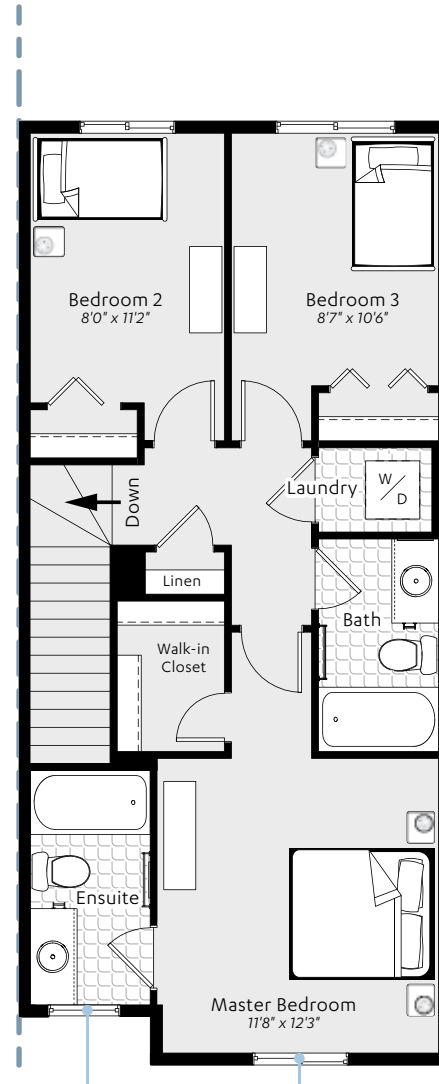 Bedroom 2
8'0" x 11'2"
Bedroom 3
8'7" x 10'6"
Down
Laundry
W/D
Linen
Bath
Walk-in
Closet
Ensuite
Master Bedroom
11'8" x 12'3"